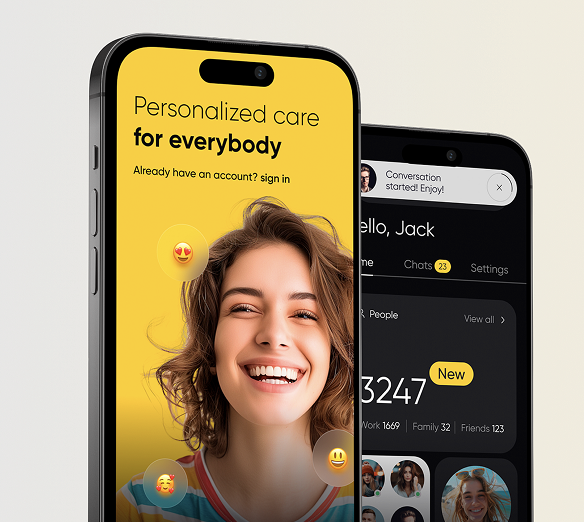 Personalized care
for everybody
Already have an account? sign in
Conversation
started! Enjoy!
ello, Jack
me
Chats 23
Settings
People
View all
3247
New
Work 1669
Family 32
Friends 123